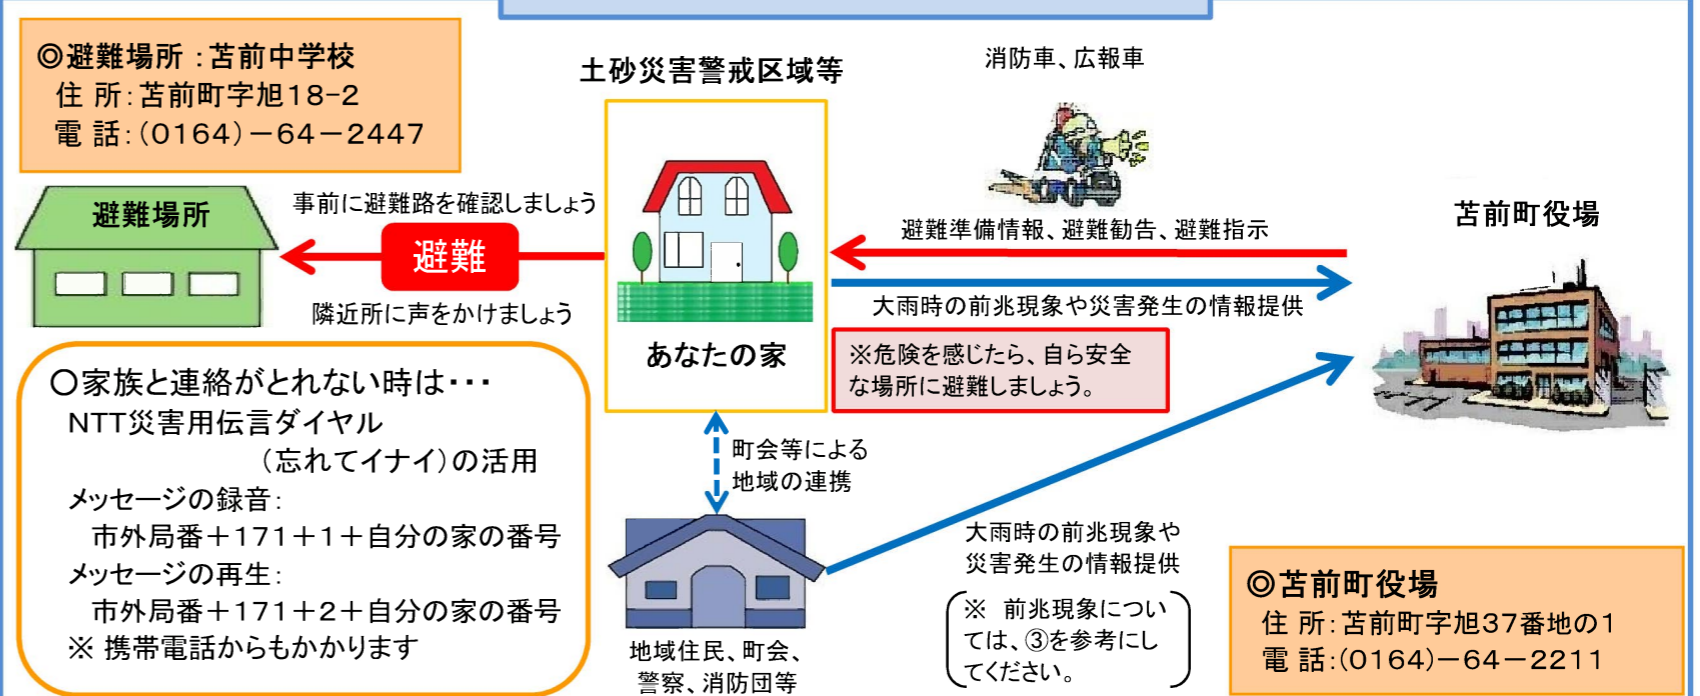 ◎避難場所：苫前中学校
住 所：苫前町字旭18-2
電 話：(0164)－64－2447
避難場所
事前に避難路を確認しましょう
避難
隣近所に声をかけましょう
土砂災害警戒区域等
あなたの家
消防車、広報車
避難準備情報、避難勧告、避難指示
大雨時の前兆現象や災害発生の情報提供
※危険を感じたら、自ら安全
な場所に避難しましょう。
苫前町役場
〇家族と連絡がとれない時は・・・
NTT災害用伝言ダイヤル
（忘れてイナイ）の活用
メッセージの録音：
市外局番＋171＋1＋自分の家の番号
メッセージの再生：
市外局番＋171＋2＋自分の家の番号
※ 携帯電話からもかかります
町会等による
地域の連携
地域住民、町会、
警察、消防団等
大雨時の前兆現象や
災害発生の情報提供
※ 前兆現象につい
ては、③を参考にし
てください。
◎苫前町役場
住 所：苫前町字旭37番地の1
電 話：(0164)－64－2211